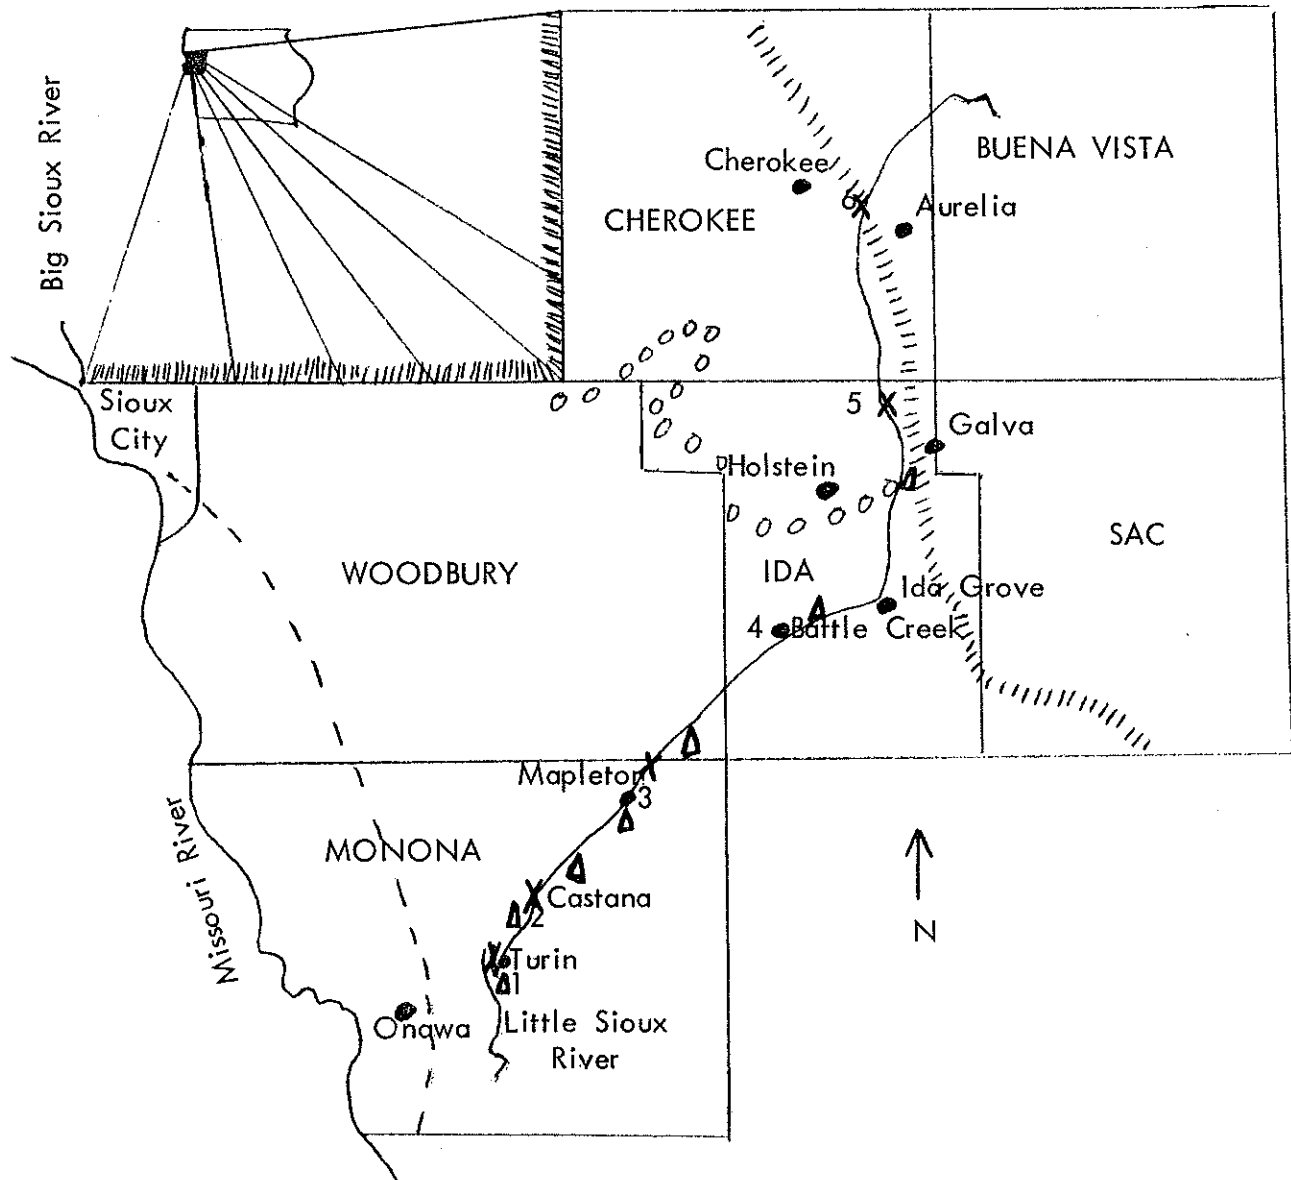 Big Sioux River
BUENA VISTA
Cherokee
6
Aurelia
CHEROKEE
Sioux
City
5
Galva
Holstein
SAC
WOODBURY
IDA
Ida Grove
4
Battle Creek
Mapleton
3
Missouri River
MONONA
Castana
2
Turin
1
N
Onawa
Little Sioux
River